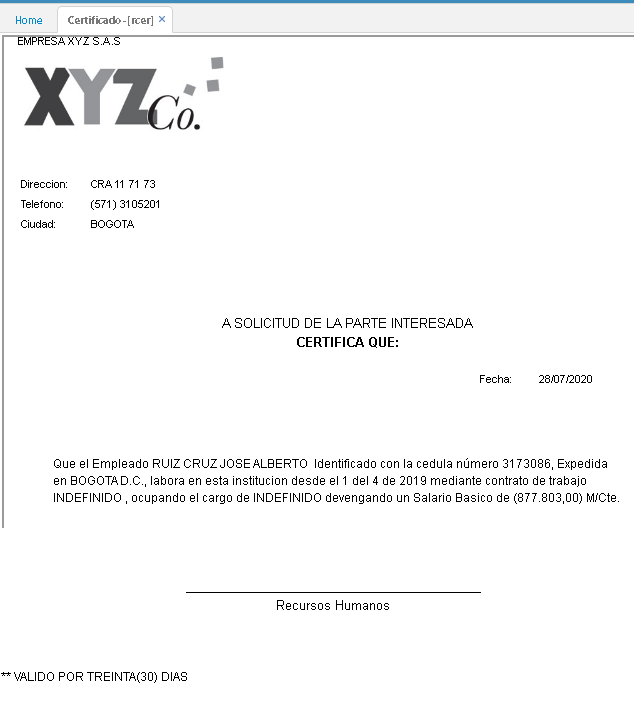 Home
Certificado - [rcer] ×
EMPRESA XYZ S.A.S
XYZ Co.
Direccion: CRA 11 71 73
Telefono: (571) 3105201
Ciudad: BOGOTA
A SOLICITUD DE LA PARTE INTERESADA
CERTIFICA QUE:
Fecha: 28/07/2020
Que el Empleado RUIZ CRUZ JOSE ALBERTO Identificado con la cedula número 3173086, Expedida
en BOGOTA D.C., labora en esta institucion desde el 1 del 4 de 2019 mediante contrato de trabajo
INDEFINIDO , ocupando el cargo de INDEFINIDO devengando un Salario Basico de (877.803,00) M/Cte.
Recursos Humanos
** VALIDO POR TREINTA(30) DIAS